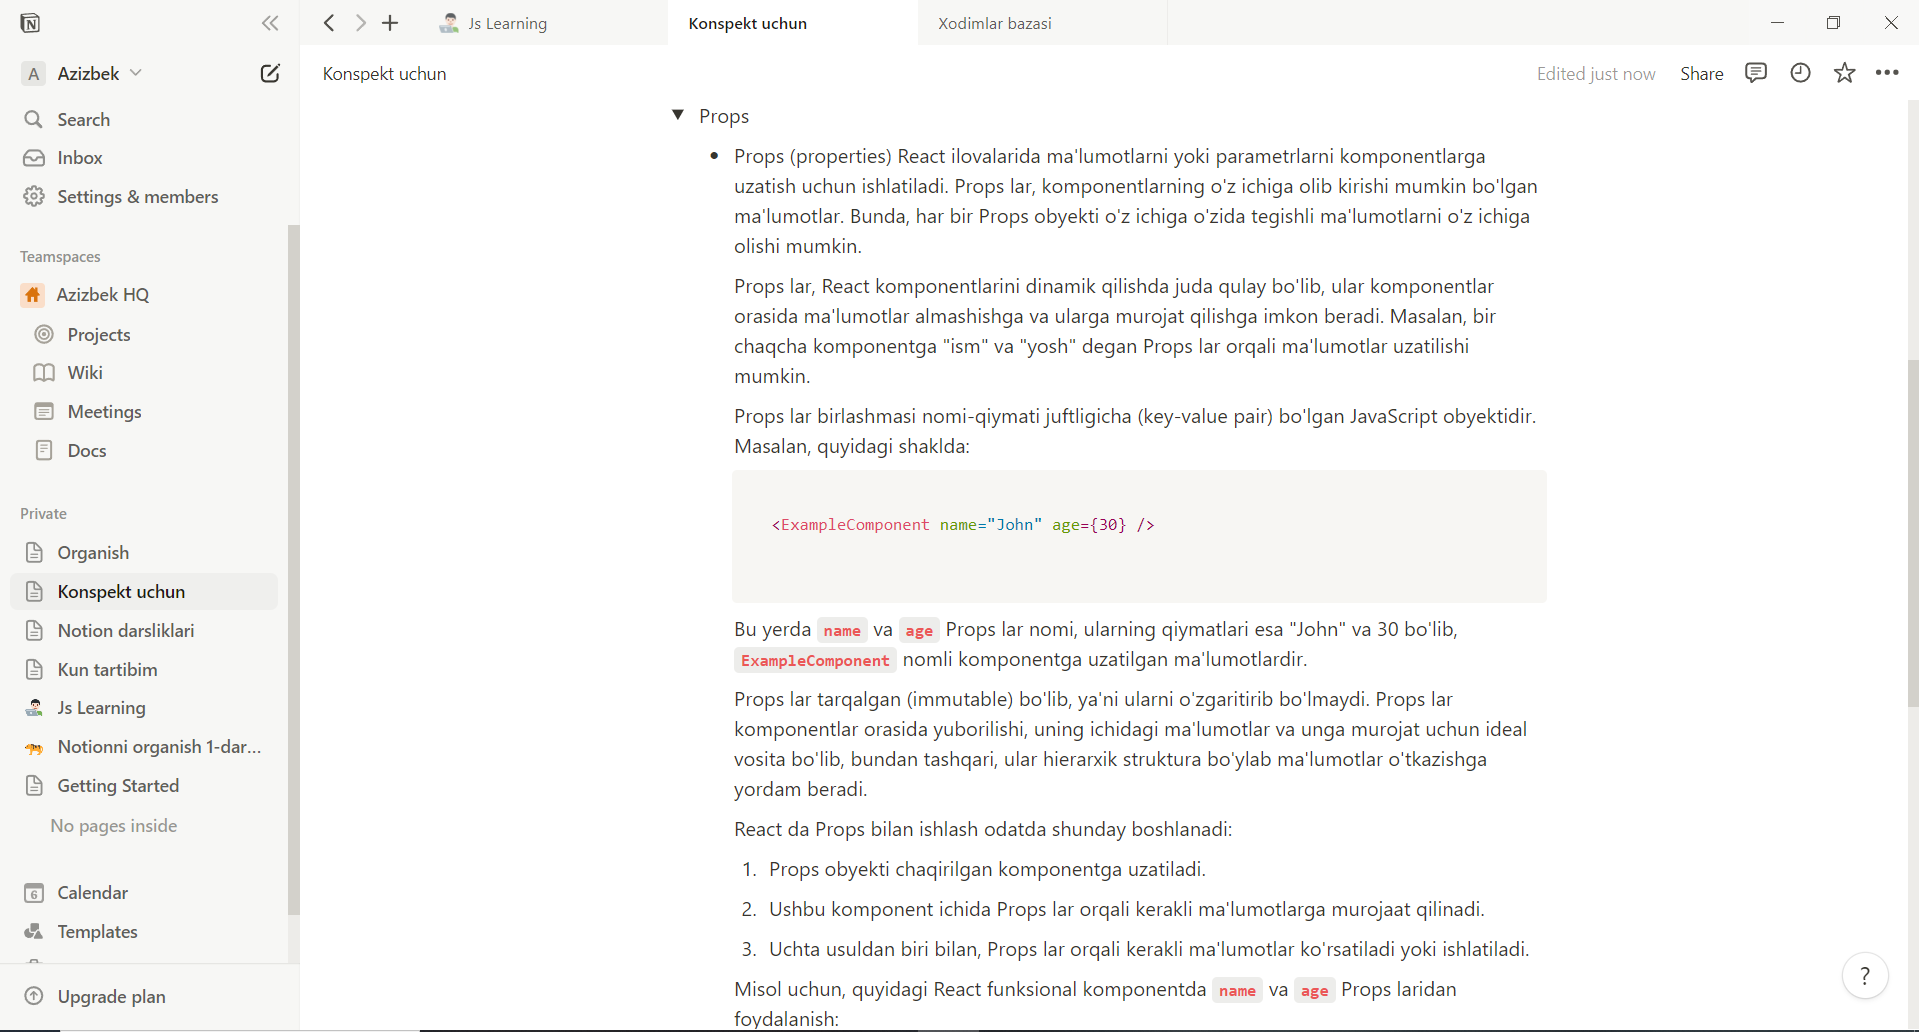 Js Learning
Konspekt uchun
Xodimlar bazasi
A Azizbek
Konspekt uchun
Edited just now
Share
Search
Inbox
Settings & members
Teamspaces
Azizbek HQ
Projects
Wiki
Meetings
Docs
Private
Organish
Konspekt uchun
Notion darsliklari
Kun tartibim
Js Learning
Notionni organish 1-dar...
Getting Started
No pages inside
6 Calendar
Templates
Upgrade plan
Props
• Props (properties) React ilovalarida ma'lumotlarni yoki parametrlarni komponentlarga
uzatish uchun ishlatiladi. Props lar, komponentlarning o'z ichiga olib kirishi mumkin bo'lgan
ma'lumotlar. Bunda, har bir Props obyekti o'z ichiga o'zida tegishli ma'lumotlarni o'z ichiga
olishi mumkin.
Props lar, React komponentlarini dinamik qilishda juda qulay bo'lib, ular komponentlar
orasida ma'lumotlar almashishga va ularga murojat qilishga imkon beradi. Masalan, bir
chaqcha komponentga "ism" va "yosh" degan Props lar orqali ma'lumotlar uzatilishi
mumkin.
Props lar birlashmasi nomi-qiymati juftligicha (key-value pair) bo'lgan JavaScript obyektidir.
Masalan, quyidagi shaklda:
<ExampleComponent name="John" age={30} />
Bu yerda name va age Props lar nomi, ularning qiymatlari esa "John" va 30 bo'lib,
ExampleComponent nomli komponentga uzatilgan ma'lumotlardir.
Props lar tarqalgan (immutable) bo'lib, ya'ni ularni o'zgaritirib bo'lmaydi. Props lar
komponentlar orasida yuborilishi, uning ichidagi ma'lumotlar va unga murojat uchun ideal
vosita bo'lib, bundan tashqari, ular hierarxik struktura bo'ylab ma'lumotlar o'tkazishga
yordam beradi.
React da Props bilan ishlash odatda shunday boshlanadi:
1. Props obyekti chaqirilgan komponentga uzatiladi.
2. Ushbu komponent ichida Props lar orqali kerakli ma'lumotlarga murojaat qilinadi.
3. Uchta usuldan biri bilan, Props lar orqali kerakli ma'lumotlar ko'rsatiladi yoki ishlatiladi.
Misol uchun, quyidagi React funksional komponentda name va age Props laridan
foydalanish:
?